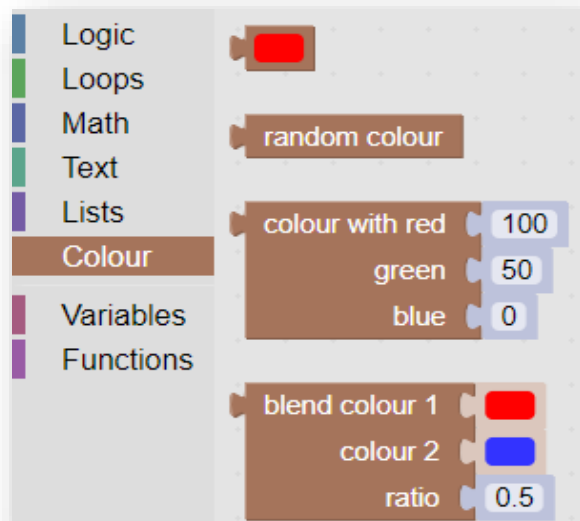 Logic
Loops
Math
Text
Lists
Colour
Variables
Functions
random colour
colour with red 100
green 50
blue 0
blend colour 1
colour 2
ratio 0.5